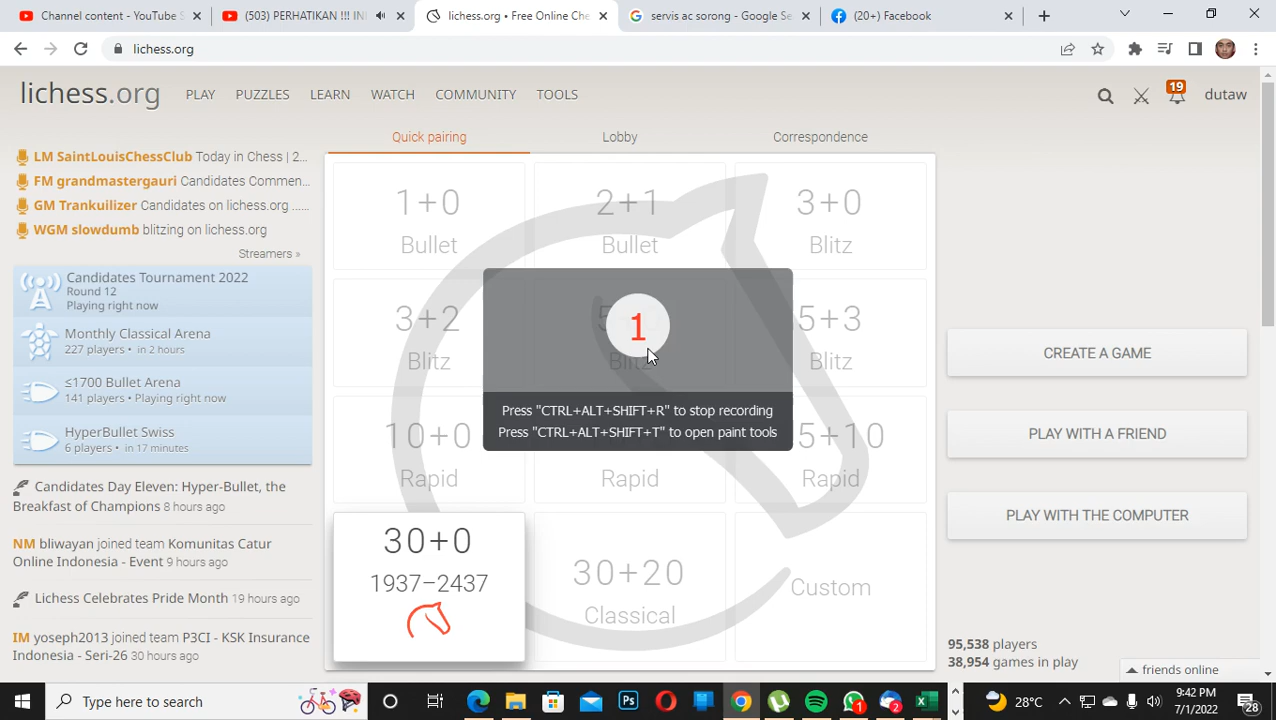 Channel content - YouTube S
(503) PERHATIKAN !!! INI
lichess.org • Free Online Che
servis ac sorong - Google Se
(20+) Facebook
lichess.org
lichess.org
PLAY
PUZZLES
LEARN
WATCH
COMMUNITY
TOOLS
19
dutaw
Quick pairing
Lobby
Correspondence
LM SaintLouisChessClub Today in Chess | 2...
FM grandmastergauri Candidates Commen...
GM Trankuilizer Candidates on lichess.org ......
WGM slowdumb blitzing on lichess.org
Streamers »
Candidates Tournament 2022
Round 12
Playing right now
Monthly Classical Arena
227 players • in 2 hours
≤1700 Bullet Arena
141 players • Playing right now
HyperBullet Swiss
6 players • in 17 minutes
Candidates Day Eleven: Hyper-Bullet, the
Breakfast of Champions 8 hours ago
NM bliwayan joined team Komunitas Catur
Online Indonesia - Event 9 hours ago
Lichess Celebrates Pride Month 19 hours ago
IM yoseph2013 joined team P3CI - KSK Insurance
Indonesia - Seri-26 30 hours ago
1+0
Bullet
2+1
Bullet
3+0
Blitz
3+2
Blitz
Blitz
5+3
Blitz
10+0
Rapid
Rapid
5+10
Rapid
30+0
1937–2437
30+20
Classical
Custom
1
Press "CTRL+ALT+SHIFT+R" to stop recording
Press "CTRL+ALT+SHIFT+T" to open paint tools
CREATE A GAME
PLAY WITH A FRIEND
PLAY WITH THE COMPUTER
95,538 players
38,954 games in play
friends online
Type here to search
Ps
1
2
28°C
9:42 PM
7/1/2022
28